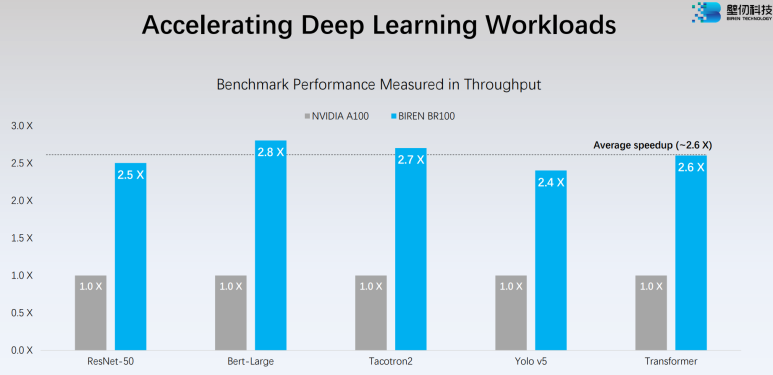 Accelerating Deep Learning Workloads
壁仞科技
BIREN TECHNOLOGY
Benchmark Performance Measured in Throughput
NVIDIA A100 BIREN BR100
Average speedup (~2.6 X)
3.0 X
2.5 X
2.0 X
1.5 X
1.0 X
0.5 X
0.0 X
1.0 X 2.5 X
1.0 X 2.8 X
1.0 X 2.7 X
1.0 X 2.4 X
1.0 X 2.6 X
ResNet-50 Bert-Large Tacotron2 Yolo v5 Transformer